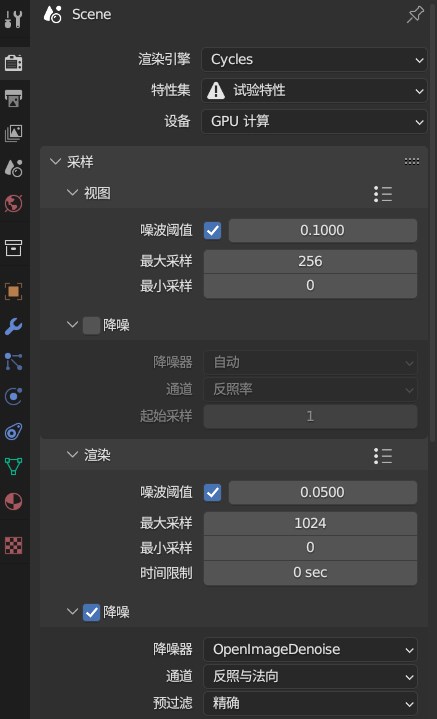 Scene
渲染引擎 Cycles
特性集 试验特性
设备 GPU 计算
采样
视图
噪波阈值 0.1000
最大采样 256
最小采样 0
降噪
降噪器 自动
通道 反照率
起始采样 1
渲染
噪波阈值 0.0500
最大采样 1024
最小采样 0
时间限制 0 sec
降噪
降噪器 OpenImageDenoise
通道 反照与法向
预过滤 精确